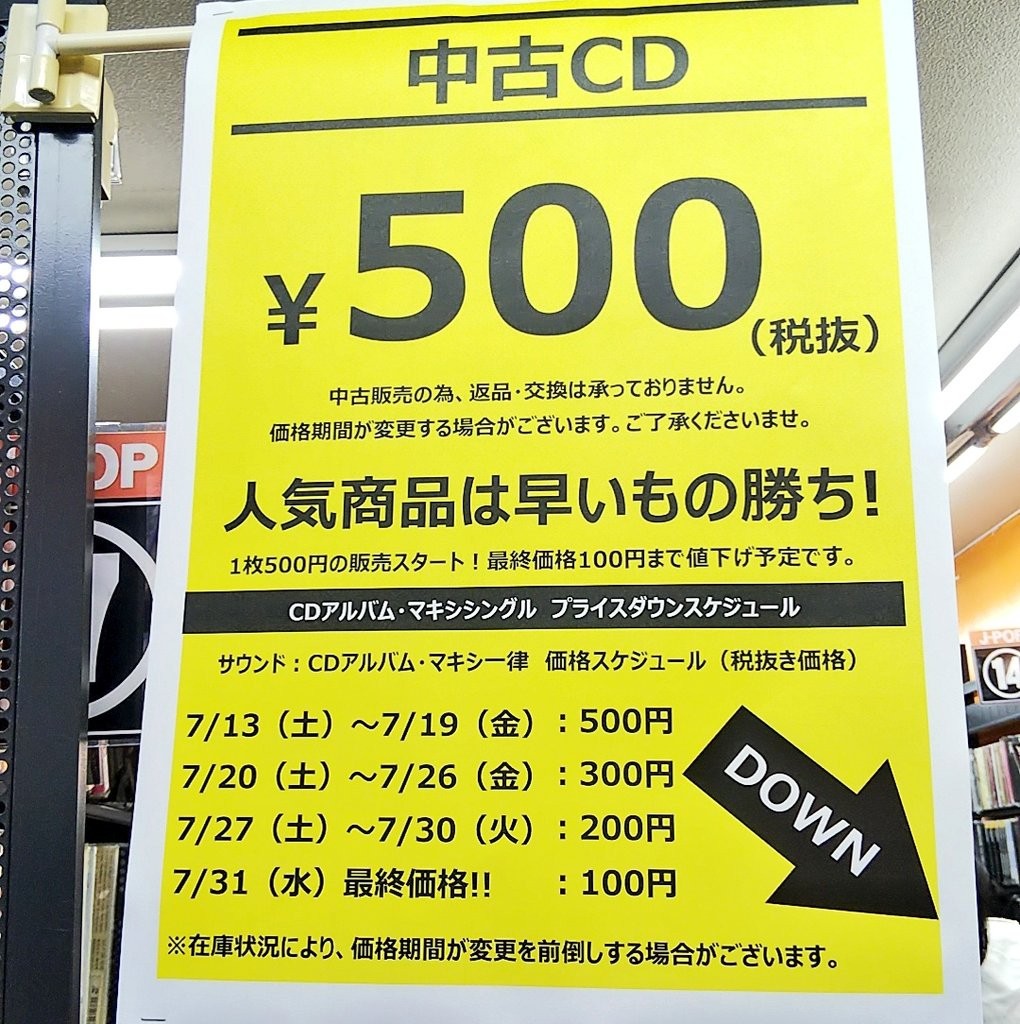 中古CD
¥500(税抜)
中古販売の為、返品・交換は承っておりません。
価格期間が変更する場合がございます。ご了承くださいませ。
人気商品は早いもの勝ち!
1枚500円の販売スタート!最終価格100円まで値下げ予定です。
CDアルバム・マキシシングル プライスダウンスケジュール
サウンド:CDアルバム・マキシ一律 価格スケジュール(税抜き価格)
7/13(土)~7/19(金):500円
7/20(土)~7/26(金):300円
7/27(土)~7/30(火):200円
7/31(水)最終価格!! :100円
DOWN
※在庫状況により、価格期間が変更を前倒しする場合がございます。
OP
J-POP
14